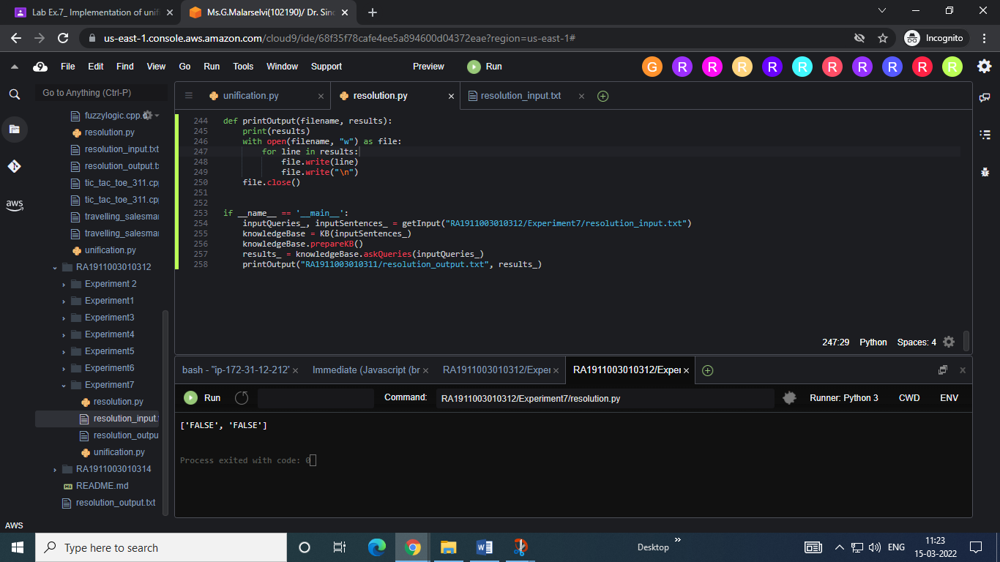 Lab Ex.7_ Implementation of unif
Ms.G.Malarselvi(102190)/ Dr. Sind
us-east-1.console.aws.amazon.com/cloud9/ide/68f35f78cafe4ee5a894600d04372eae?region=us-east-1#
Incognito
9 File Edit Find View Go Run Tools Window Support Preview Run
G R R R R R R R R R R
Go to Anything (Ctrl-P)
unification.py resolution.py resolution_input.txt
fuzzylogic.cpp.
resolution.py
resolution_input.txt
resolution_output.t
tic_tac_toe_311.cp
tic_tac_toe_311.cp
travelling_salesma
travelling_salesma
unification.py
RA1911003010312
Experiment 2
Experiment1
Experiment3
Experiment4
Experiment5
Experiment6
Experiment7
resolution.py
resolution_input.
resolution_outpu
unification.py
RA1911003010314
README.md
resolution_output.txt
aws
AWS
244 def printOutput(filename, results):
245 print(results)
246 with open(filename, "w") as file:
247 for line in results:
248 file.write(line)
249 file.write("\n")
250 file.close()
251
252
253 if __name__ == '__main__':
254 inputQueries_, inputSentences_ = getInput("RA1911003010312/Experiment7/resolution_input.txt")
255 knowledgeBase = KB(inputSentences_)
256 knowledgeBase.prepareKB()
257 results_ = knowledgeBase.askQueries(inputQueries_)
258 printOutput("RA1911003010311/resolution_output.txt", results_)
247:29 Python Spaces: 4
bash - "ip-172-31-12-212" Immediate (Javascript (br RA1911003010312/Exper RA1911003010312/Exper
Run Command: RA1911003010312/Experiment7/resolution.py Runner: Python 3 CWD ENV
['FALSE', 'FALSE']
Process exited with code: 0
Type here to search
Desktop
ENG
11:23
15-03-2022